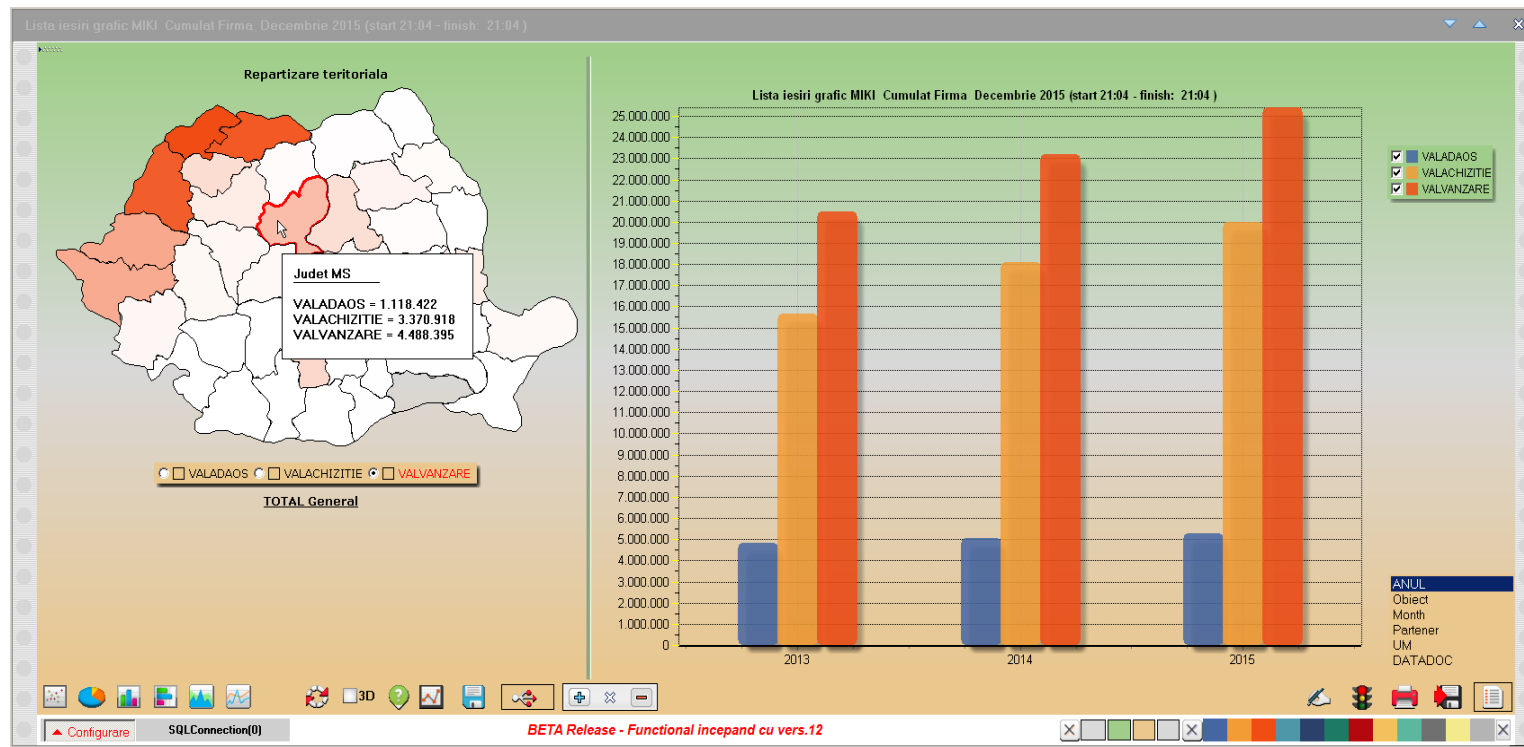 Lista iesiri grafic MIKI Cumulat Firma Decembrie 2015 (start 21:04 - finish: 21:04 )
Repartizare teritoriala
Judet MS
VALADAOS = 1.118.422
VALACHIZITIE = 3.370.918
VALVANZARE = 4.488.395
VALADAOS VALACHIZITIE VALVANZARE
TOTAL General
Lista iesiri grafic MIKI Cumulat Firma Decembrie 2015 (start 21:04 - finish: 21:04 )
25.000.000
24.000.000
23.000.000
22.000.000
21.000.000
20.000.000
19.000.000
18.000.000
17.000.000
16.000.000
15.000.000
14.000.000
13.000.000
12.000.000
11.000.000
10.000.000
9.000.000
8.000.000
7.000.000
6.000.000
5.000.000
4.000.000
3.000.000
2.000.000
1.000.000
0
2013 2014 2015
VALADAOS
VALACHIZITIE
VALVANZARE
ANUL
Obiect
Month
Partener
UM
DATADOC
3D
Configurare SQLConnection(0) BETA Release - Functional incepand cu vers.12